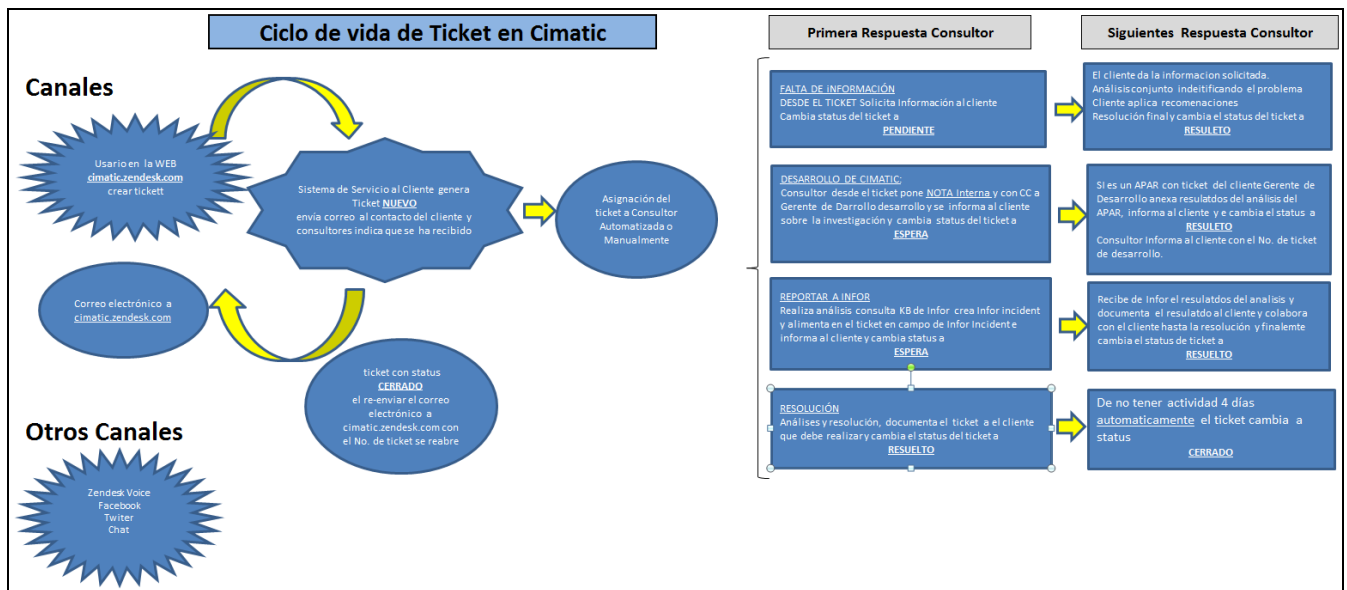 Ciclo de vida de Ticket en Cimatic
Canales
Usario en la WEB
cimatic.zendesk.com
crear tickett
Sistema de Servicio al Cliente genera
Ticket NUEVO
envía correo al contacto del cliente y
consultores indica que se ha recibido
Asignación del
ticket a Consultor
Automatizada o
Manualmente
Correo electrónico a
cimatic.zendesk.com
ticket con status
CERRADO
el re-enviar el correo
electrónico a
cimatic.zendesk.com con
el No. de ticket se reabre
Otros Canales
Zendesk Voice
Facebook
Twiter
Chat
Primera Respuesta Consultor
FALTA DE iNFORMACIÓN
DESDE EL TICKET Solicita Información al cliente
Cambia status del ticket a
PENDIENTE
DESARROLLO DE CIMATIC:
Consultor desde el ticket pone NOTA Interna y con CC a
Gerente de Darrollo desarrollo y se informa al cliente
sobre la investigación y cambia status del ticket a
ESPERA
REPORTAR A INFOR
Realiza análisis consulta KB de Infor crea Infor incident
y alimenta en el ticket en campo de Infor Incident e
informa al cliente y cambia status a
ESPERA
RESOLUCIÓN
Análises y resolución, documenta el ticket a el cliente
que debe realizar y cambia el status del ticket a
RESUELTO
Siguientes Respuesta Consultor
El cliente da la informacion solicitada.
Análisis conjunto indeitificando el problema
Cliente aplica recomenaciones
Resolución final y cambia el status del ticket a
RESULETO
SI es un APAR con ticket del cliente Gerente de
Desarrollo anexa resulatdos del análisis del
APAR, informa al cliente y e cambia el status a
RESULETO
Consultor Informa al cliente con el No. de ticket
de desarrollo.
Recibe de Infor el resulatdos del analisis y
documenta el resulatdo al cliente y colabora
con el cliente hasta la resolución y finalemte
cambia el status de ticket a
RESUELTO
De no tener actividad 4 días
automaticamente el ticket cambia a
status
CERRADO